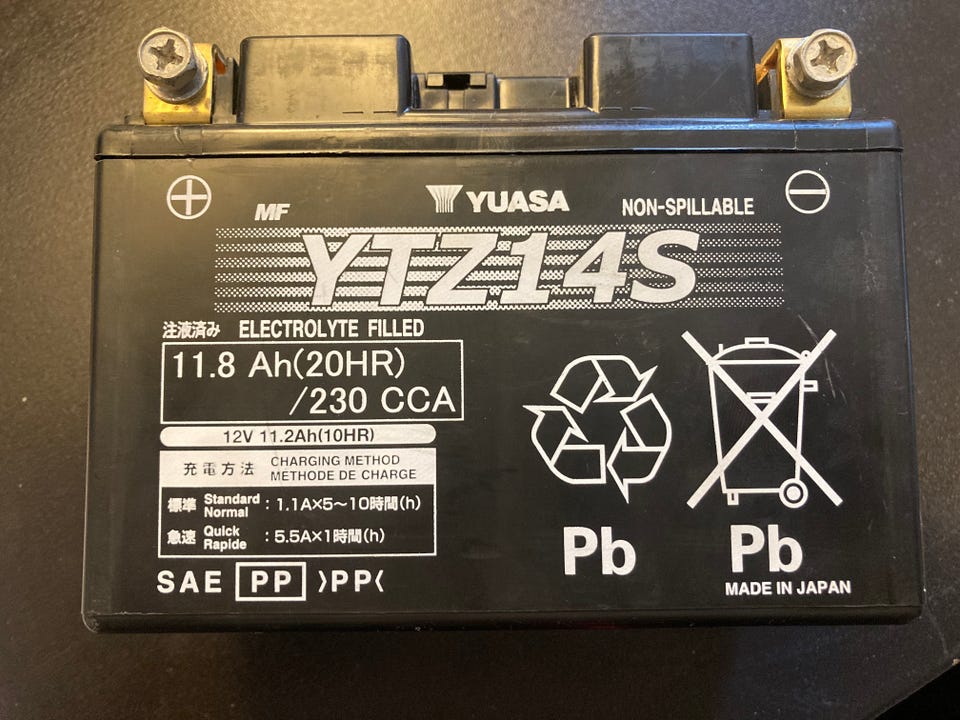 MF YUASA NON-SPILLABLE
YTZ14S
注液済み ELECTROLYTE FILLED
11.8 Ah(20HR)
/230 CCA
12V 11.2Ah(10HR)
充電方法 CHARGING METHOD
METHODE DE CHARGE
標準 Standard Normal : 1.1A×5～10時間(h)
急速 Quick Rapide : 5.5A×1時間(h)
SAE PP >PP<
Pb Pb
MADE IN JAPAN